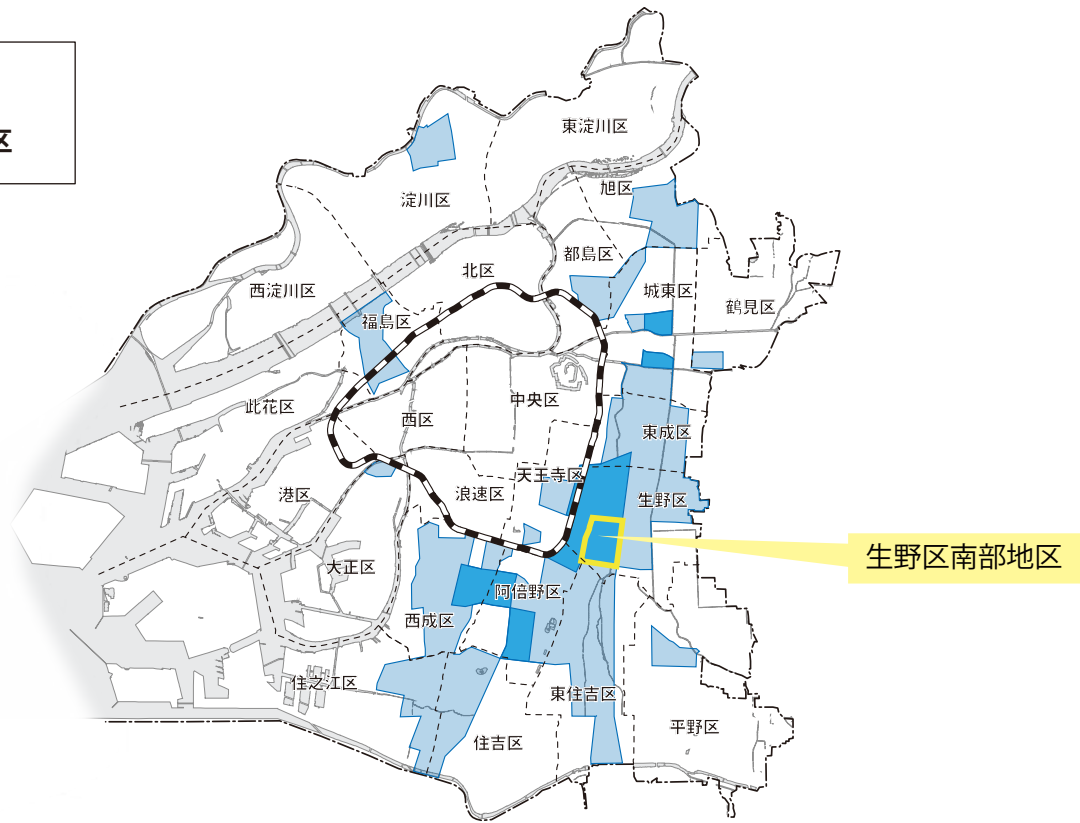 区
東淀川区
旭区
淀川区
都島区
北区
西淀川区
城東区
鶴見区
福島区
中央区
此花区
西区
東成区
天王寺区
浪速区
港区
生野区
生野区南部地区
大正区
阿倍野区
西成区
住之江区
東住吉区
平野区
住吉区